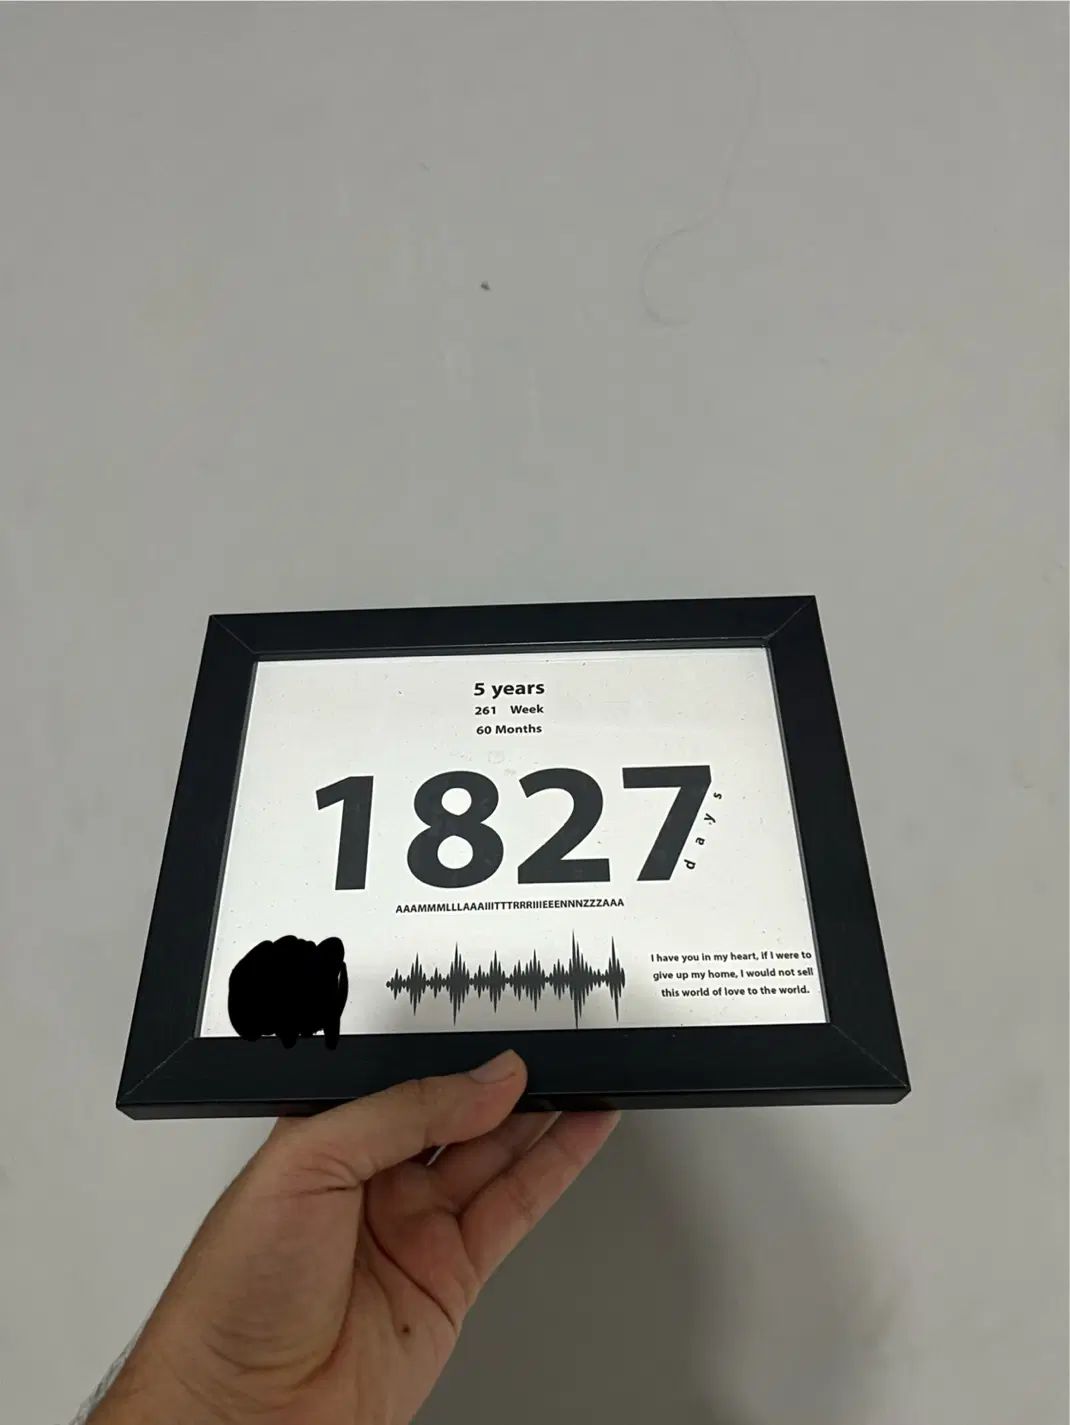 5 years
261 Week
60 Months
1827
days
AAAMMMLLLAAAIIITTTRRRIIIEEENNNZZZAAA
I have you in my heart, if I were to
give up my home, I would not sell
this world of love to the world.